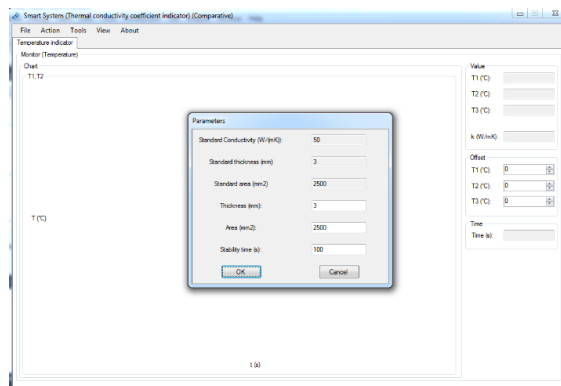 Smart System (Thermal conductivity coefficient indicator) (Comparative)
File Action Tools View About
Temperature indicator
Monitor (Temperature)
Chart
T1,T2
T (°C)
t (s)
Parameters
Standard Conductivity (W/(mK)): 50
Standard thickness (mm) 3
Standard area (mm2) 2500
Thickness (mm): 3
Area (mm2): 2500
Stability time (s): 100
OK Cancel
Value
T1 (°C):
T2 (°C):
T3 (°C):
k (W/mK):
Offset
T1 (°C): 0
T2 (°C): 0
T3 (°C): 0
Time
Time (s):